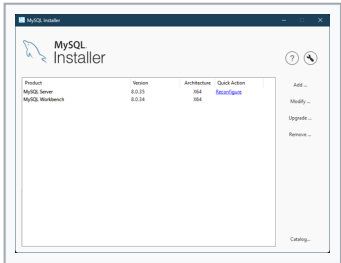 MySQL Installer
MySQL
Installer
Product Version Architecture Quick Action
MySQL Server 8.0.35 X64 Reconfigure
MySQL Workbench 8.0.34 X64
Add ...
Modify ...
Upgrade ...
Remove ...
Catalog...